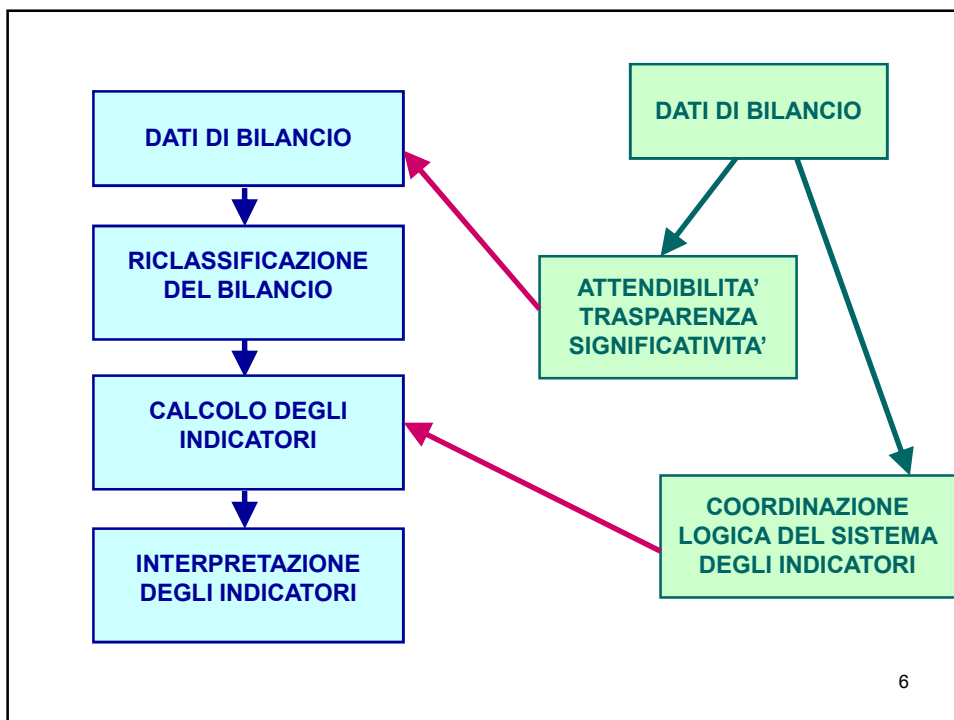 DATI DI BILANCIO
RICLASSIFICAZIONE
DEL BILANCIO
CALCOLO DEGLI
INDICATORI
INTERPRETAZIONE
DEGLI INDICATORI
DATI DI BILANCIO
ATTENDIBILITA’
TRASPARENZA
SIGNIFICATIVITA’
COORDINAZIONE
LOGICA DEL SISTEMA
DEGLI INDICATORI
6